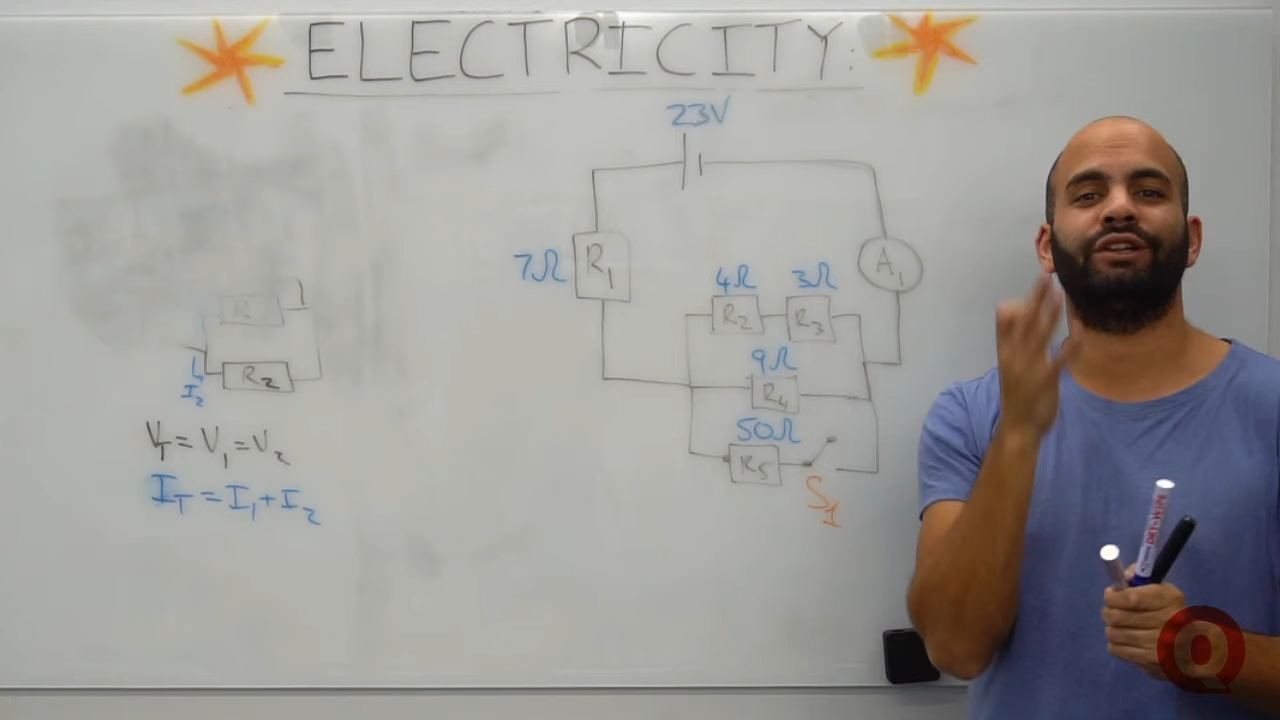 ELECTRICITY:
23V
7Ω R1
A1
4Ω 3Ω
R2 R3
9Ω
R4
50Ω
R5
S1
R
R2
I2
VT = V1 = V2
IT = I1 + I2
Q